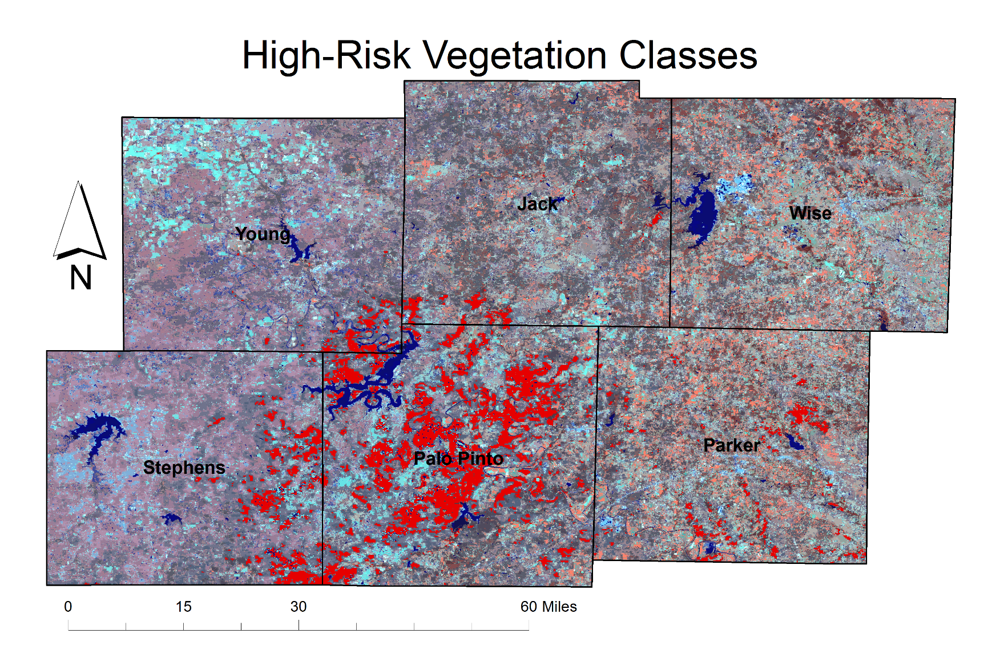 High-Risk Vegetation Classes
Jack
Wise
Young
N
Parker
Palo Pinto
Stephens
0 15 30 60 Miles